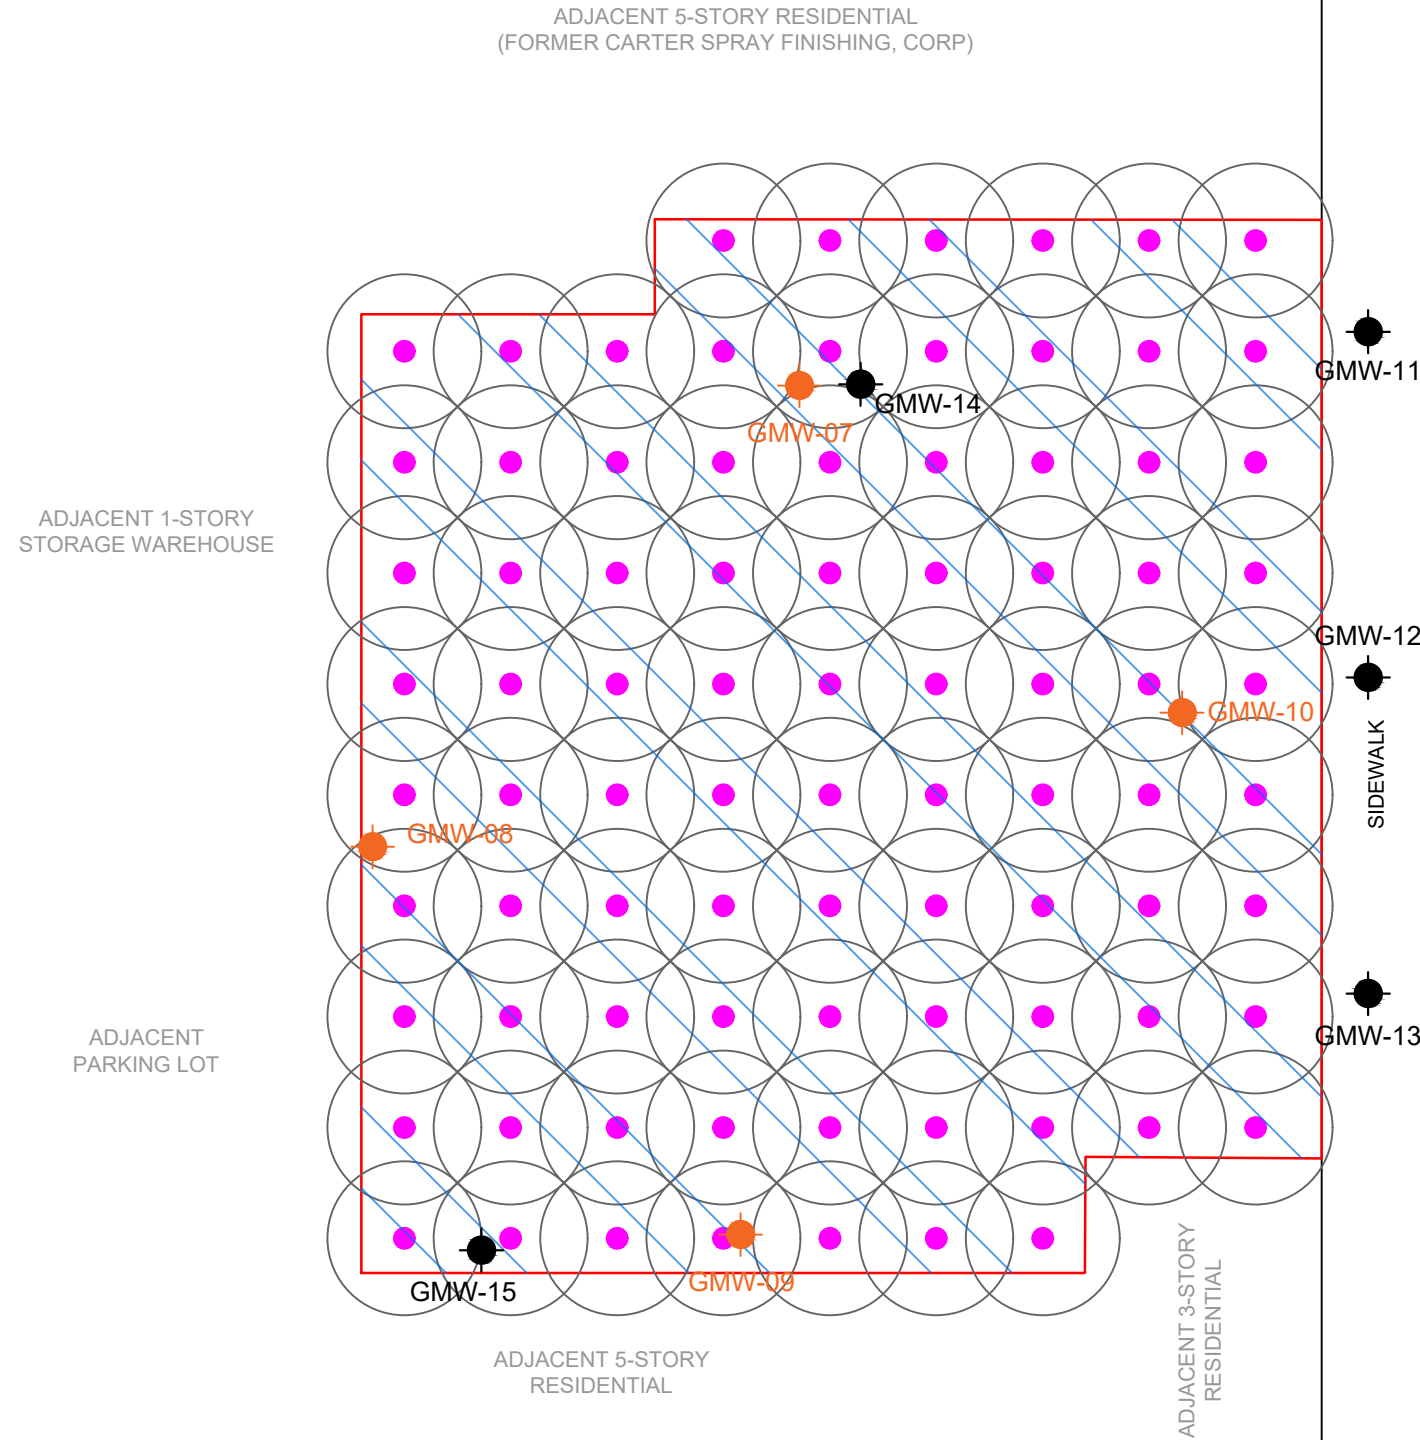 ADJACENT 5-STORY RESIDENTIAL
(FORMER CARTER SPRAY FINISHING, CORP)
GMW-11
GMW-14
GMW-07
ADJACENT 1-STORY
STORAGE WAREHOUSE
GMW-12
GMW-10
SIDEWALK
GMW-08
ADJACENT
PARKING LOT
GMW-13
GMW-09
GMW-15
ADJACENT 3-STORY
RESIDENTIAL
ADJACENT 5-STORY
RESIDENTIAL